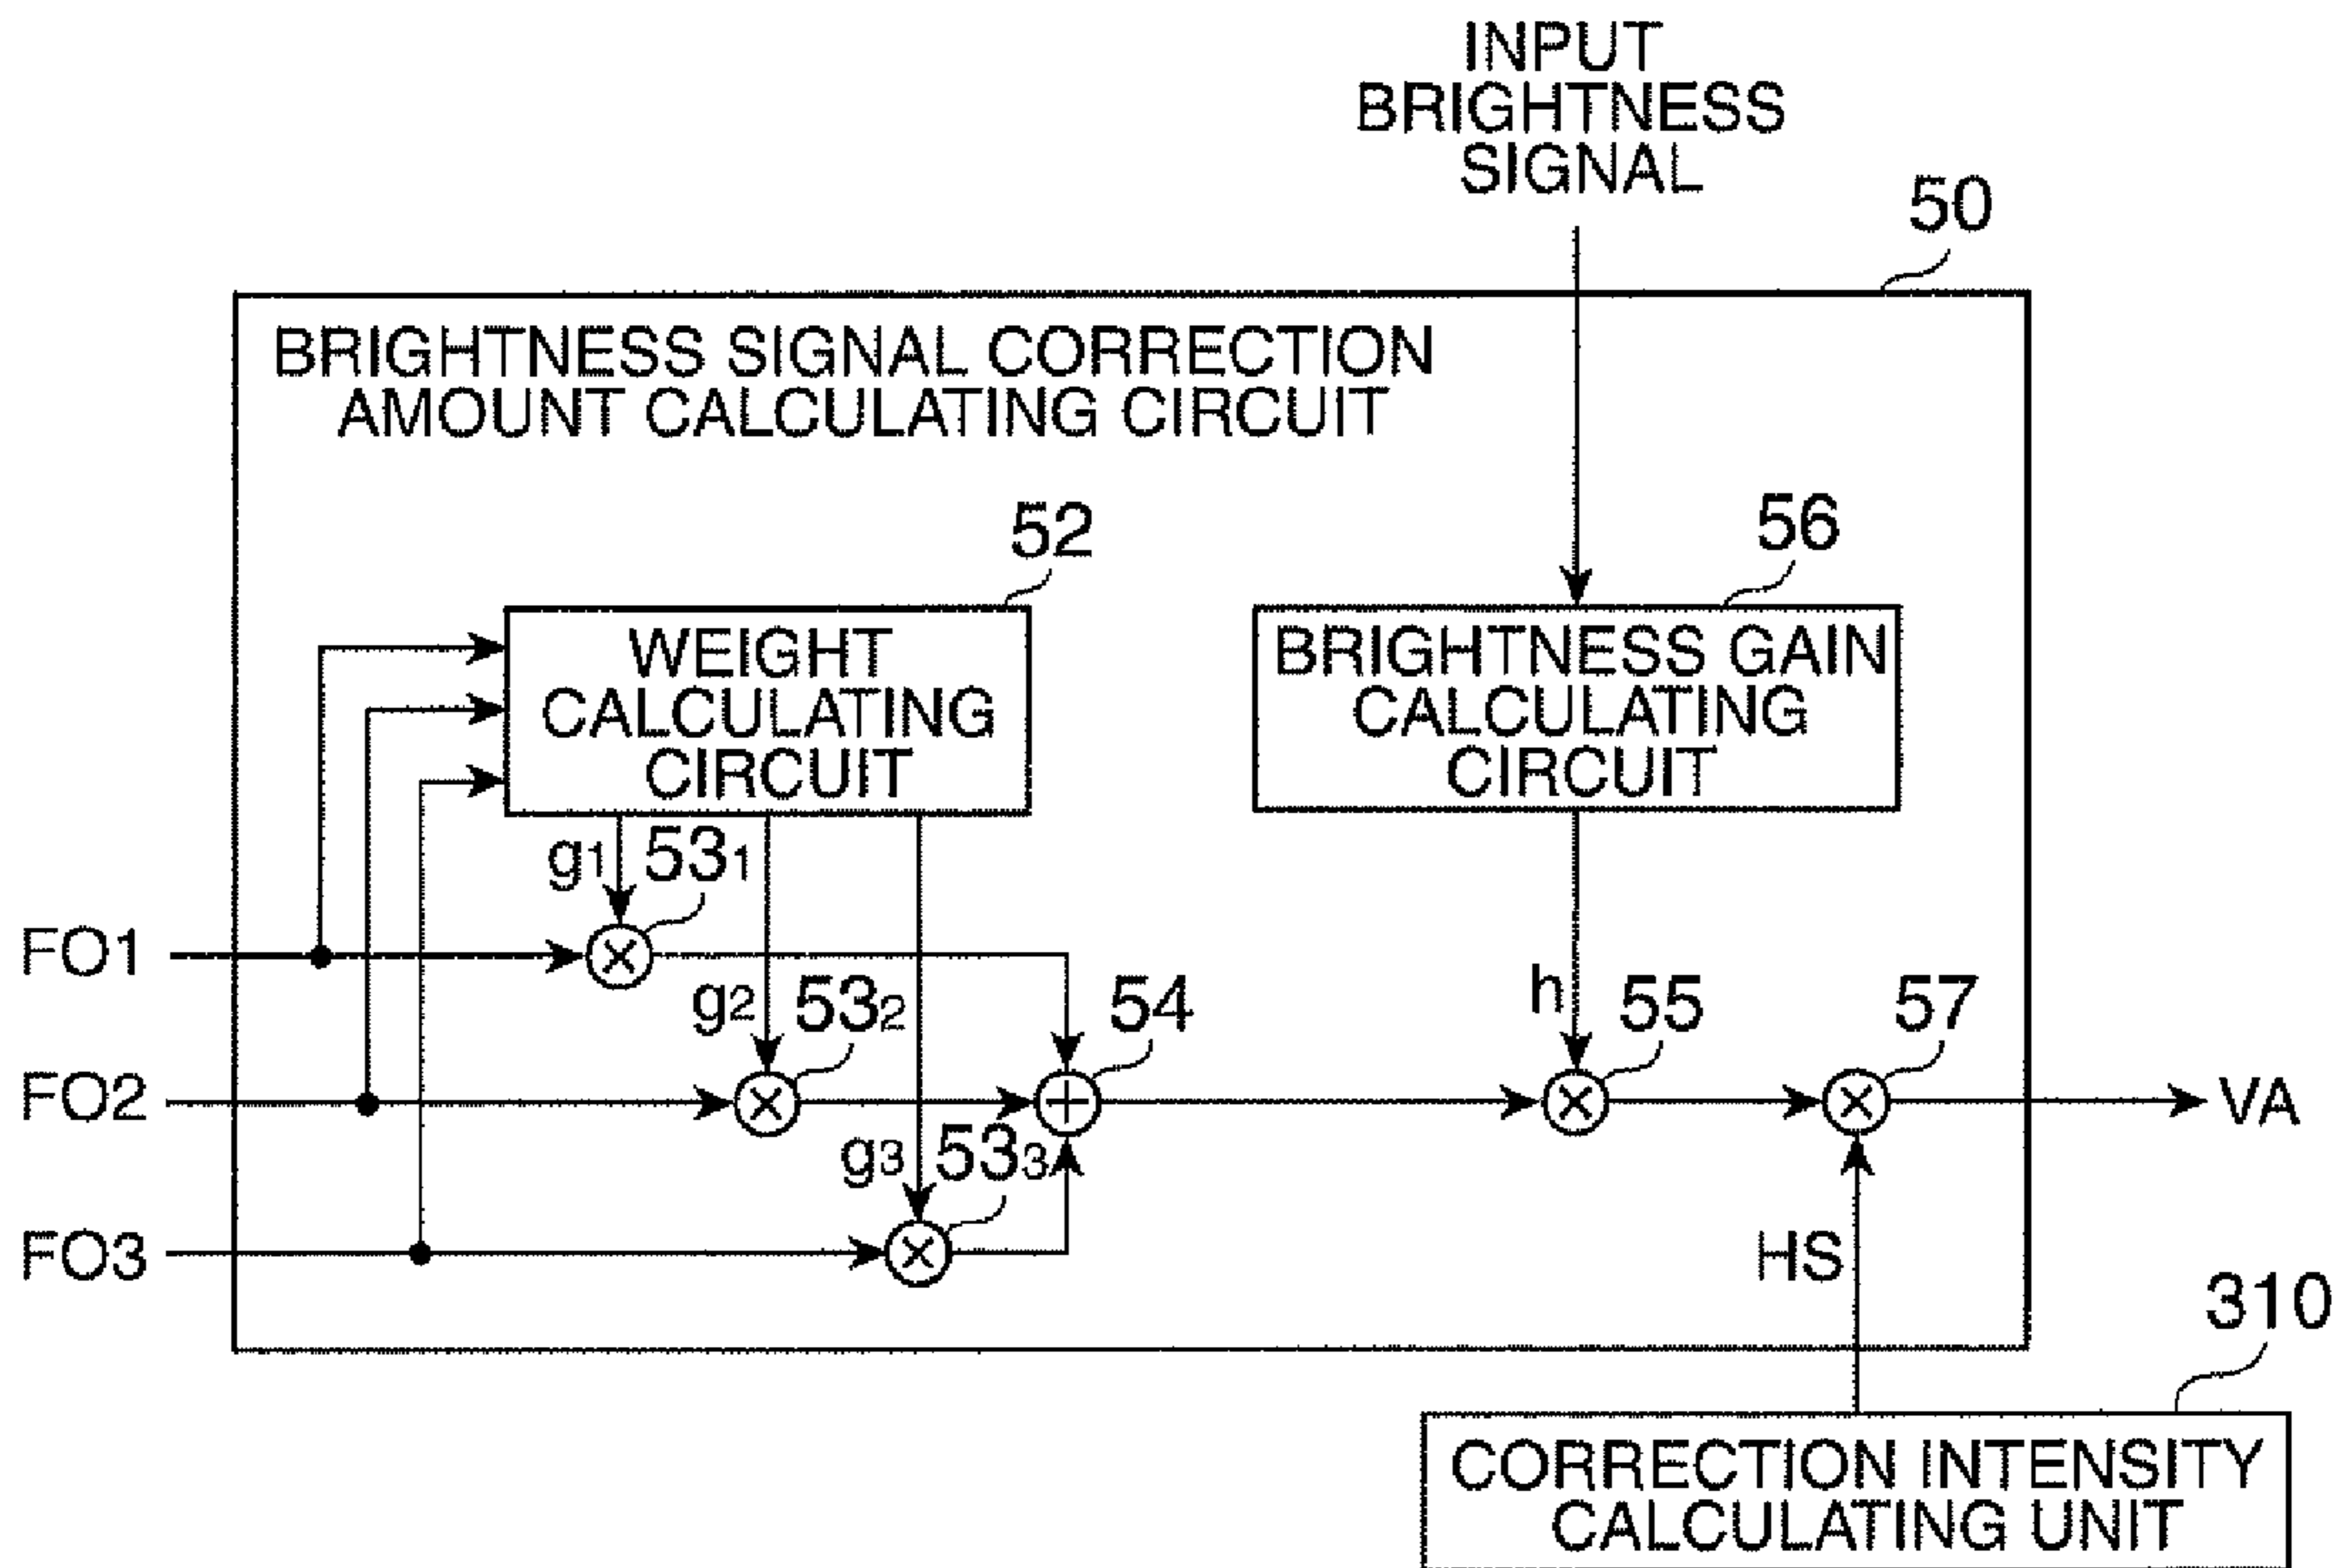 INPUT
BRIGHTNESS
SIGNAL
50
BRIGHTNESS SIGNAL CORRECTION
AMOUNT CALCULATING CIRCUIT
52
56
WEIGHT
CALCULATING
CIRCUIT
BRIGHTNESS GAIN
CALCULATING
CIRCUIT
g1 531
FO1
g2 532 54
h 55 57
FO2
VA
g3 533
FO3
HS
310
CORRECTION INTENSITY
CALCULATING UNIT